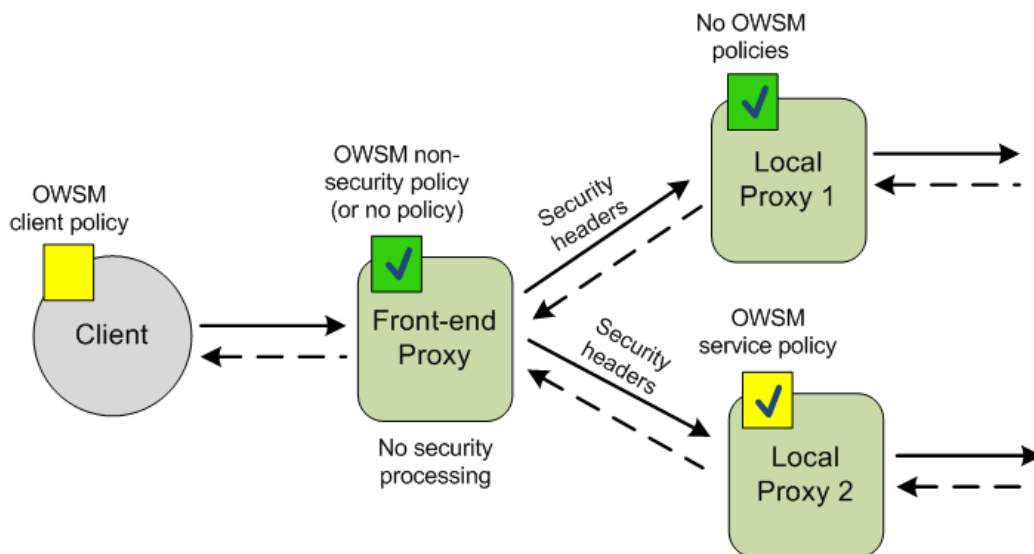 No OWSM
policies
Local
Proxy 1
OWSM non-
security policy
(or no policy)
OWSM
client policy
Security
headers
Client
Front-end
Proxy
Security
headers
OWSM
service policy
No security
processing
Local
Proxy 2